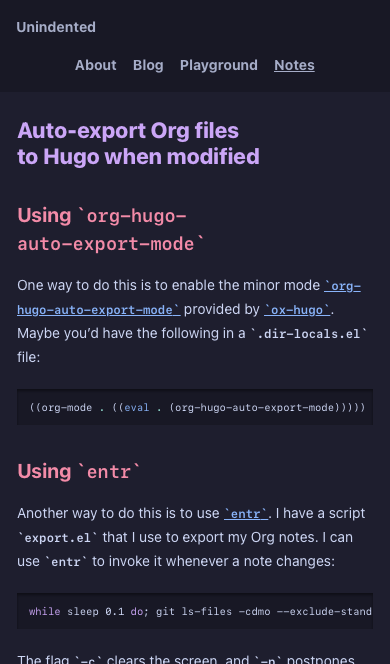 Unindented
About Blog Playground Notes
Auto-export Org files
to Hugo when modified
Using `org-hugo-
auto-export-mode`
One way to do this is to enable the minor mode `org-
hugo-auto-export-mode` provided by `ox-hugo`.
Maybe you’d have the following in a `.dir-locals.el`
file:
((org-mode . ((eval . (org-hugo-auto-export-mode)))))
Using `entr`
Another way to do this is to use `entr`. I have a script
`export.el` that I use to export my Org notes. I can
use `entr` to invoke it whenever a note changes:
while sleep 0.1 do; git ls-files -cdmo --exclude-stand
The flag `-c` clears the screen, and `-p` postpones